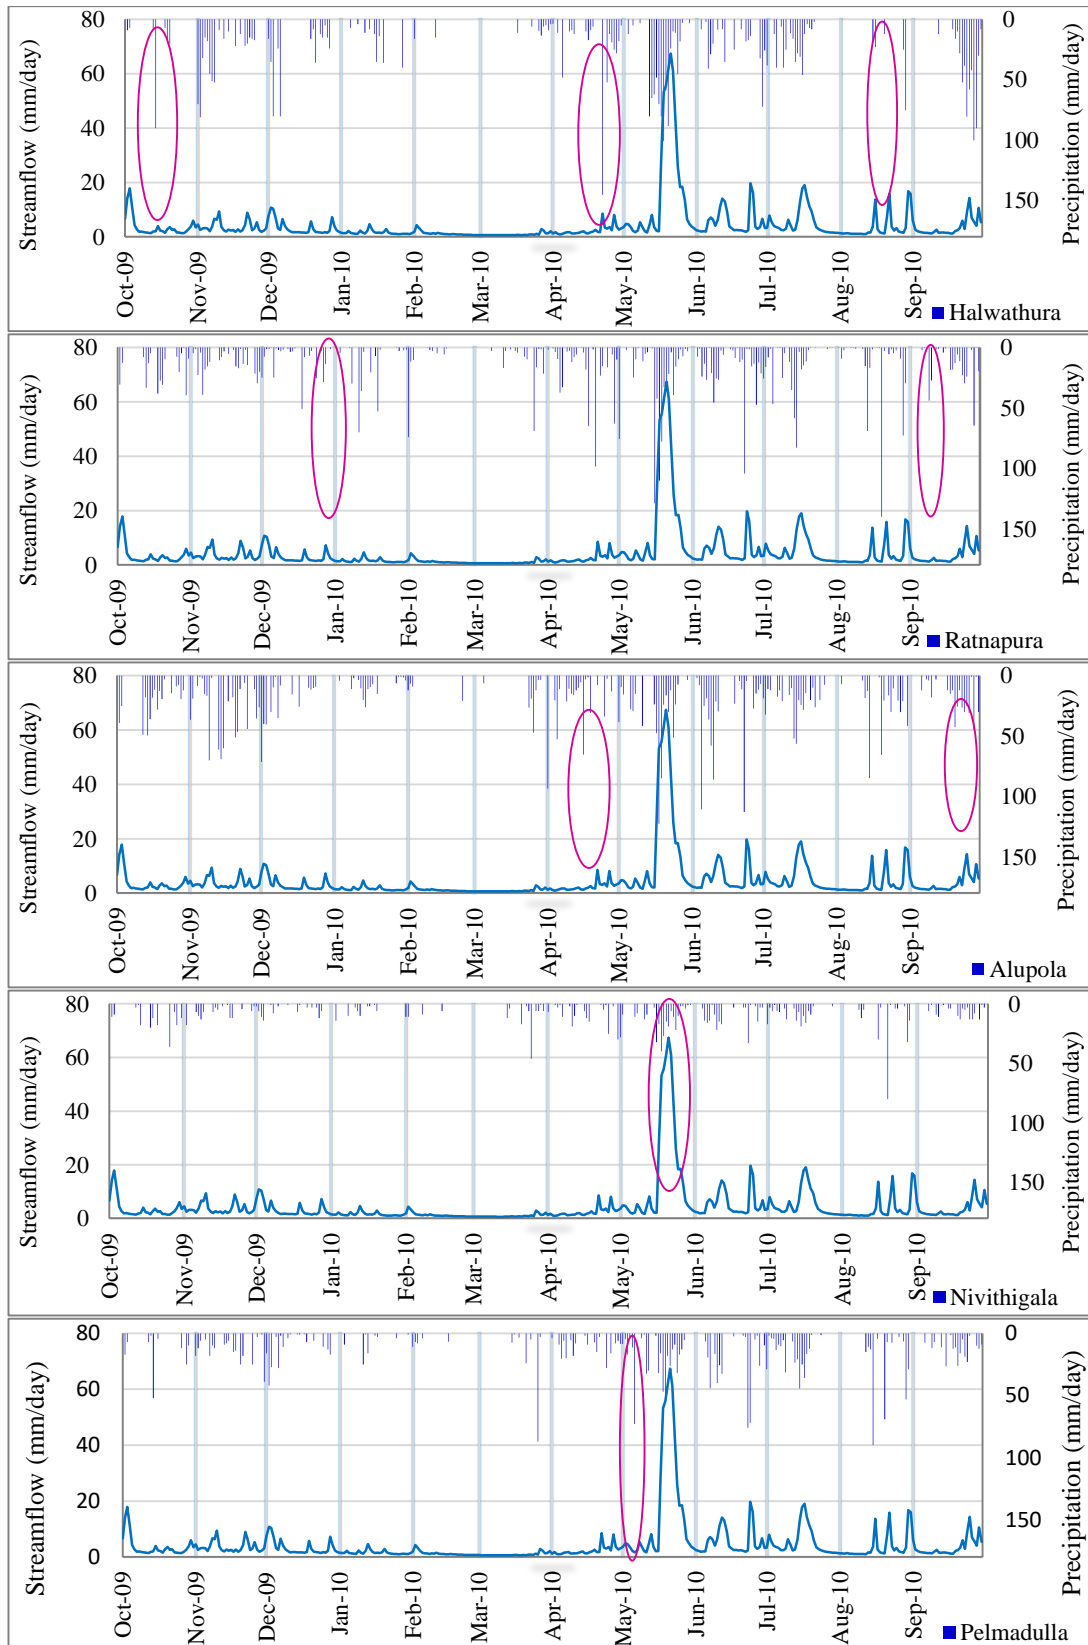 Streamflow (mm/day)
80
60
40
20
0
0
50
100
150
Precipitation (mm/day)
Oct-09
Nov-09
Dec-09
Jan-10
Feb-10
Mar-10
Apr-10
May-10
Jun-10
Jul-10
Aug-10
Sep-10
Halwathura
Streamflow (mm/day)
80
60
40
20
0
0
50
100
150
Precipitation (mm/day)
Oct-09
Nov-09
Dec-09
Jan-10
Feb-10
Mar-10
Apr-10
May-10
Jun-10
Jul-10
Aug-10
Sep-10
Ratnapura
Streamflow (mm/day)
80
60
40
20
0
0
50
100
150
Precipitation (mm/day)
Oct-09
Nov-09
Dec-09
Jan-10
Feb-10
Mar-10
Apr-10
May-10
Jun-10
Jul-10
Aug-10
Sep-10
Alupola
Streamflow (mm/day)
80
60
40
20
0
0
50
100
150
Precipitation (mm/day)
Oct-09
Nov-09
Dec-09
Jan-10
Feb-10
Mar-10
Apr-10
May-10
Jun-10
Jul-10
Aug-10
Sep-10
Nivithigala
Streamflow (mm/day)
80
60
40
20
0
0
50
100
150
Precipitation (mm/day)
Oct-09
Nov-09
Dec-09
Jan-10
Feb-10
Mar-10
Apr-10
May-10
Jun-10
Jul-10
Aug-10
Sep-10
Pelmadulla